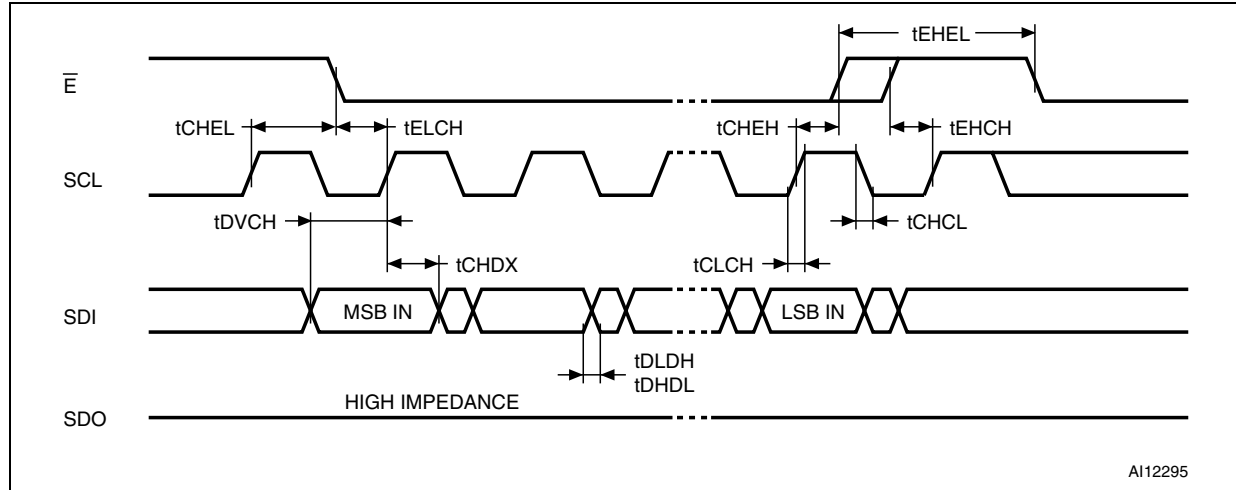 tEHEL
E̅
tCHEL
tELCH
tCHEH
tEHCH
SCL
tDVCH
tCHCL
tCHDX
tCLCH
SDI
MSB IN
LSB IN
tDLDH
tDHDL
HIGH IMPEDANCE
SDO
AI12295